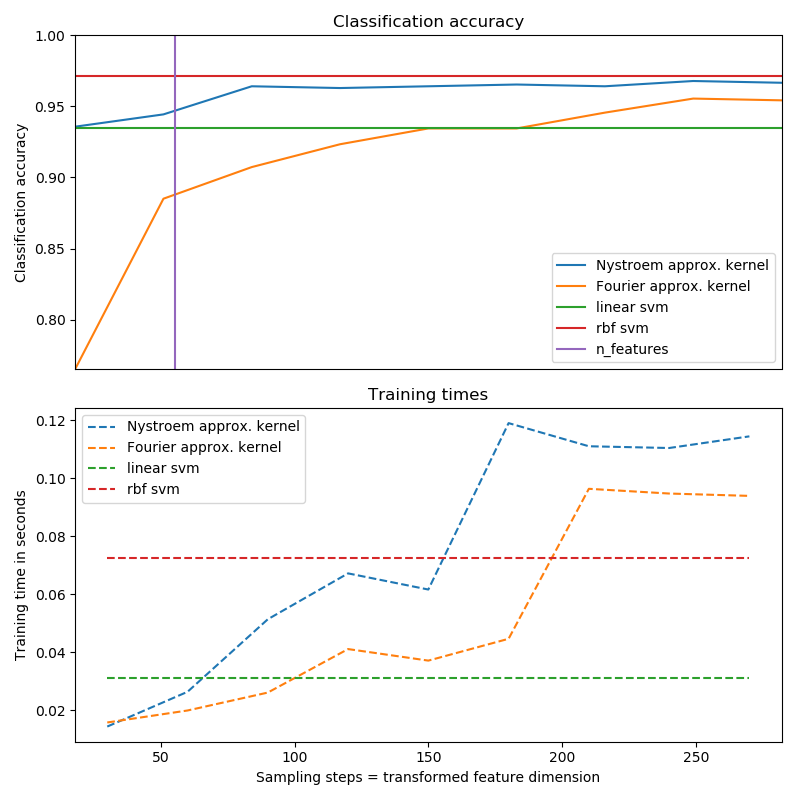 Classification accuracy
1.00
0.95
0.90
0.85
0.80
Classification accuracy
Nystroem approx. kernel
Fourier approx. kernel
linear svm
rbf svm
n_features
Training times
0.12
0.10
0.08
0.06
0.04
0.02
Training time in seconds
Nystroem approx. kernel
Fourier approx. kernel
linear svm
rbf svm
50 100 150 200 250
Sampling steps = transformed feature dimension